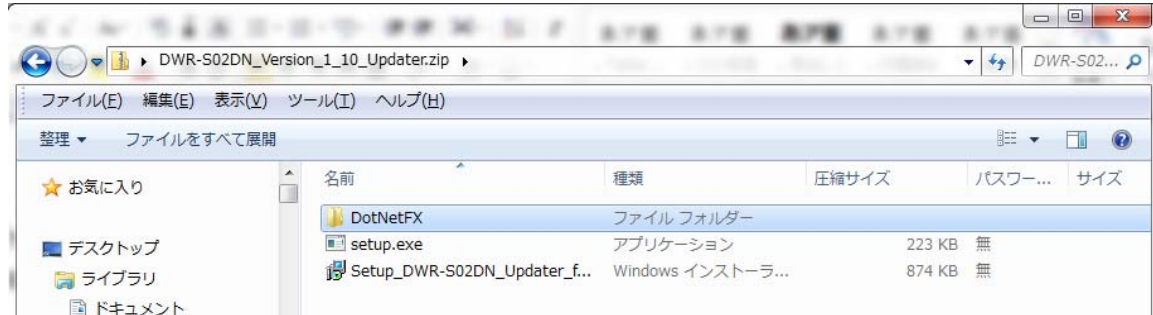 DWR-S02DN_Version_1_10_Updater.zip
DWR-S02...
ファイル(F) 編集(E) 表示(V) ツール(T) ヘルプ(H)
整理 ファイルをすべて展開
お気に入り
名前 種類 圧縮サイズ パスワー... サイズ
DotNetFX ファイル フォルダー
デスクトップ
setup.exe アプリケーション 223 KB 無
ライブラリ
Setup_DWR-S02DN_Updater_f... Windows インストーラ... 874 KB 無
ドキュメント